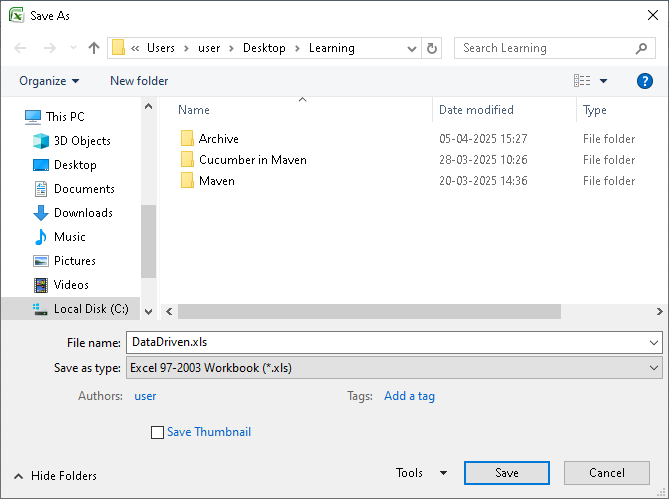 Save As
« Users › user › Desktop › Learning
Search Learning
Organize
New folder
This PC
3D Objects
Desktop
Documents
Downloads
Music
Pictures
Videos
Local Disk (C:)
Name Date modified Type
Archive 05-04-2025 15:27 File folder
Cucumber in Maven 28-03-2025 10:26 File folder
Maven 20-03-2025 14:36 File folder
File name: DataDriven.xls
Save as type: Excel 97-2003 Workbook (*.xls)
Authors: user Tags: Add a tag
Save Thumbnail
Hide Folders Tools Save Cancel